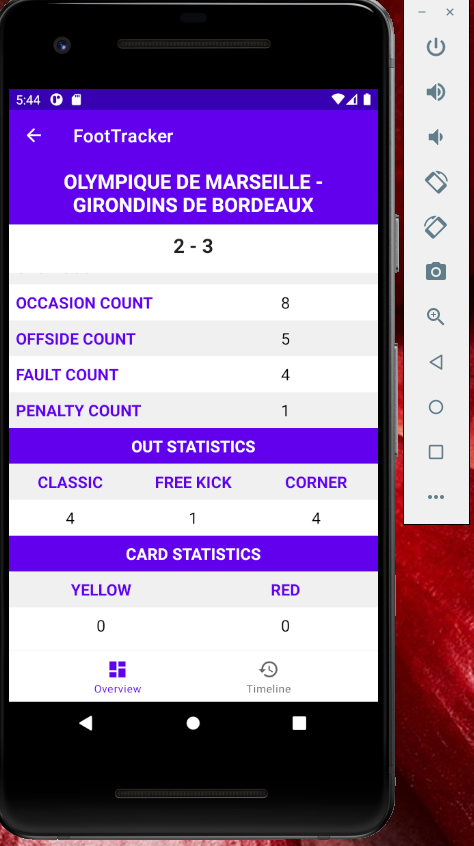 5:44
FootTracker
OLYMPIQUE DE MARSEILLE -
GIRONDINS DE BORDEAUX
2 - 3
OCCASION COUNT 8
OFFSIDE COUNT 5
FAULT COUNT 4
PENALTY COUNT 1
OUT STATISTICS
CLASSIC FREE KICK CORNER
4 1 4
CARD STATISTICS
YELLOW RED
0 0
Overview Timeline